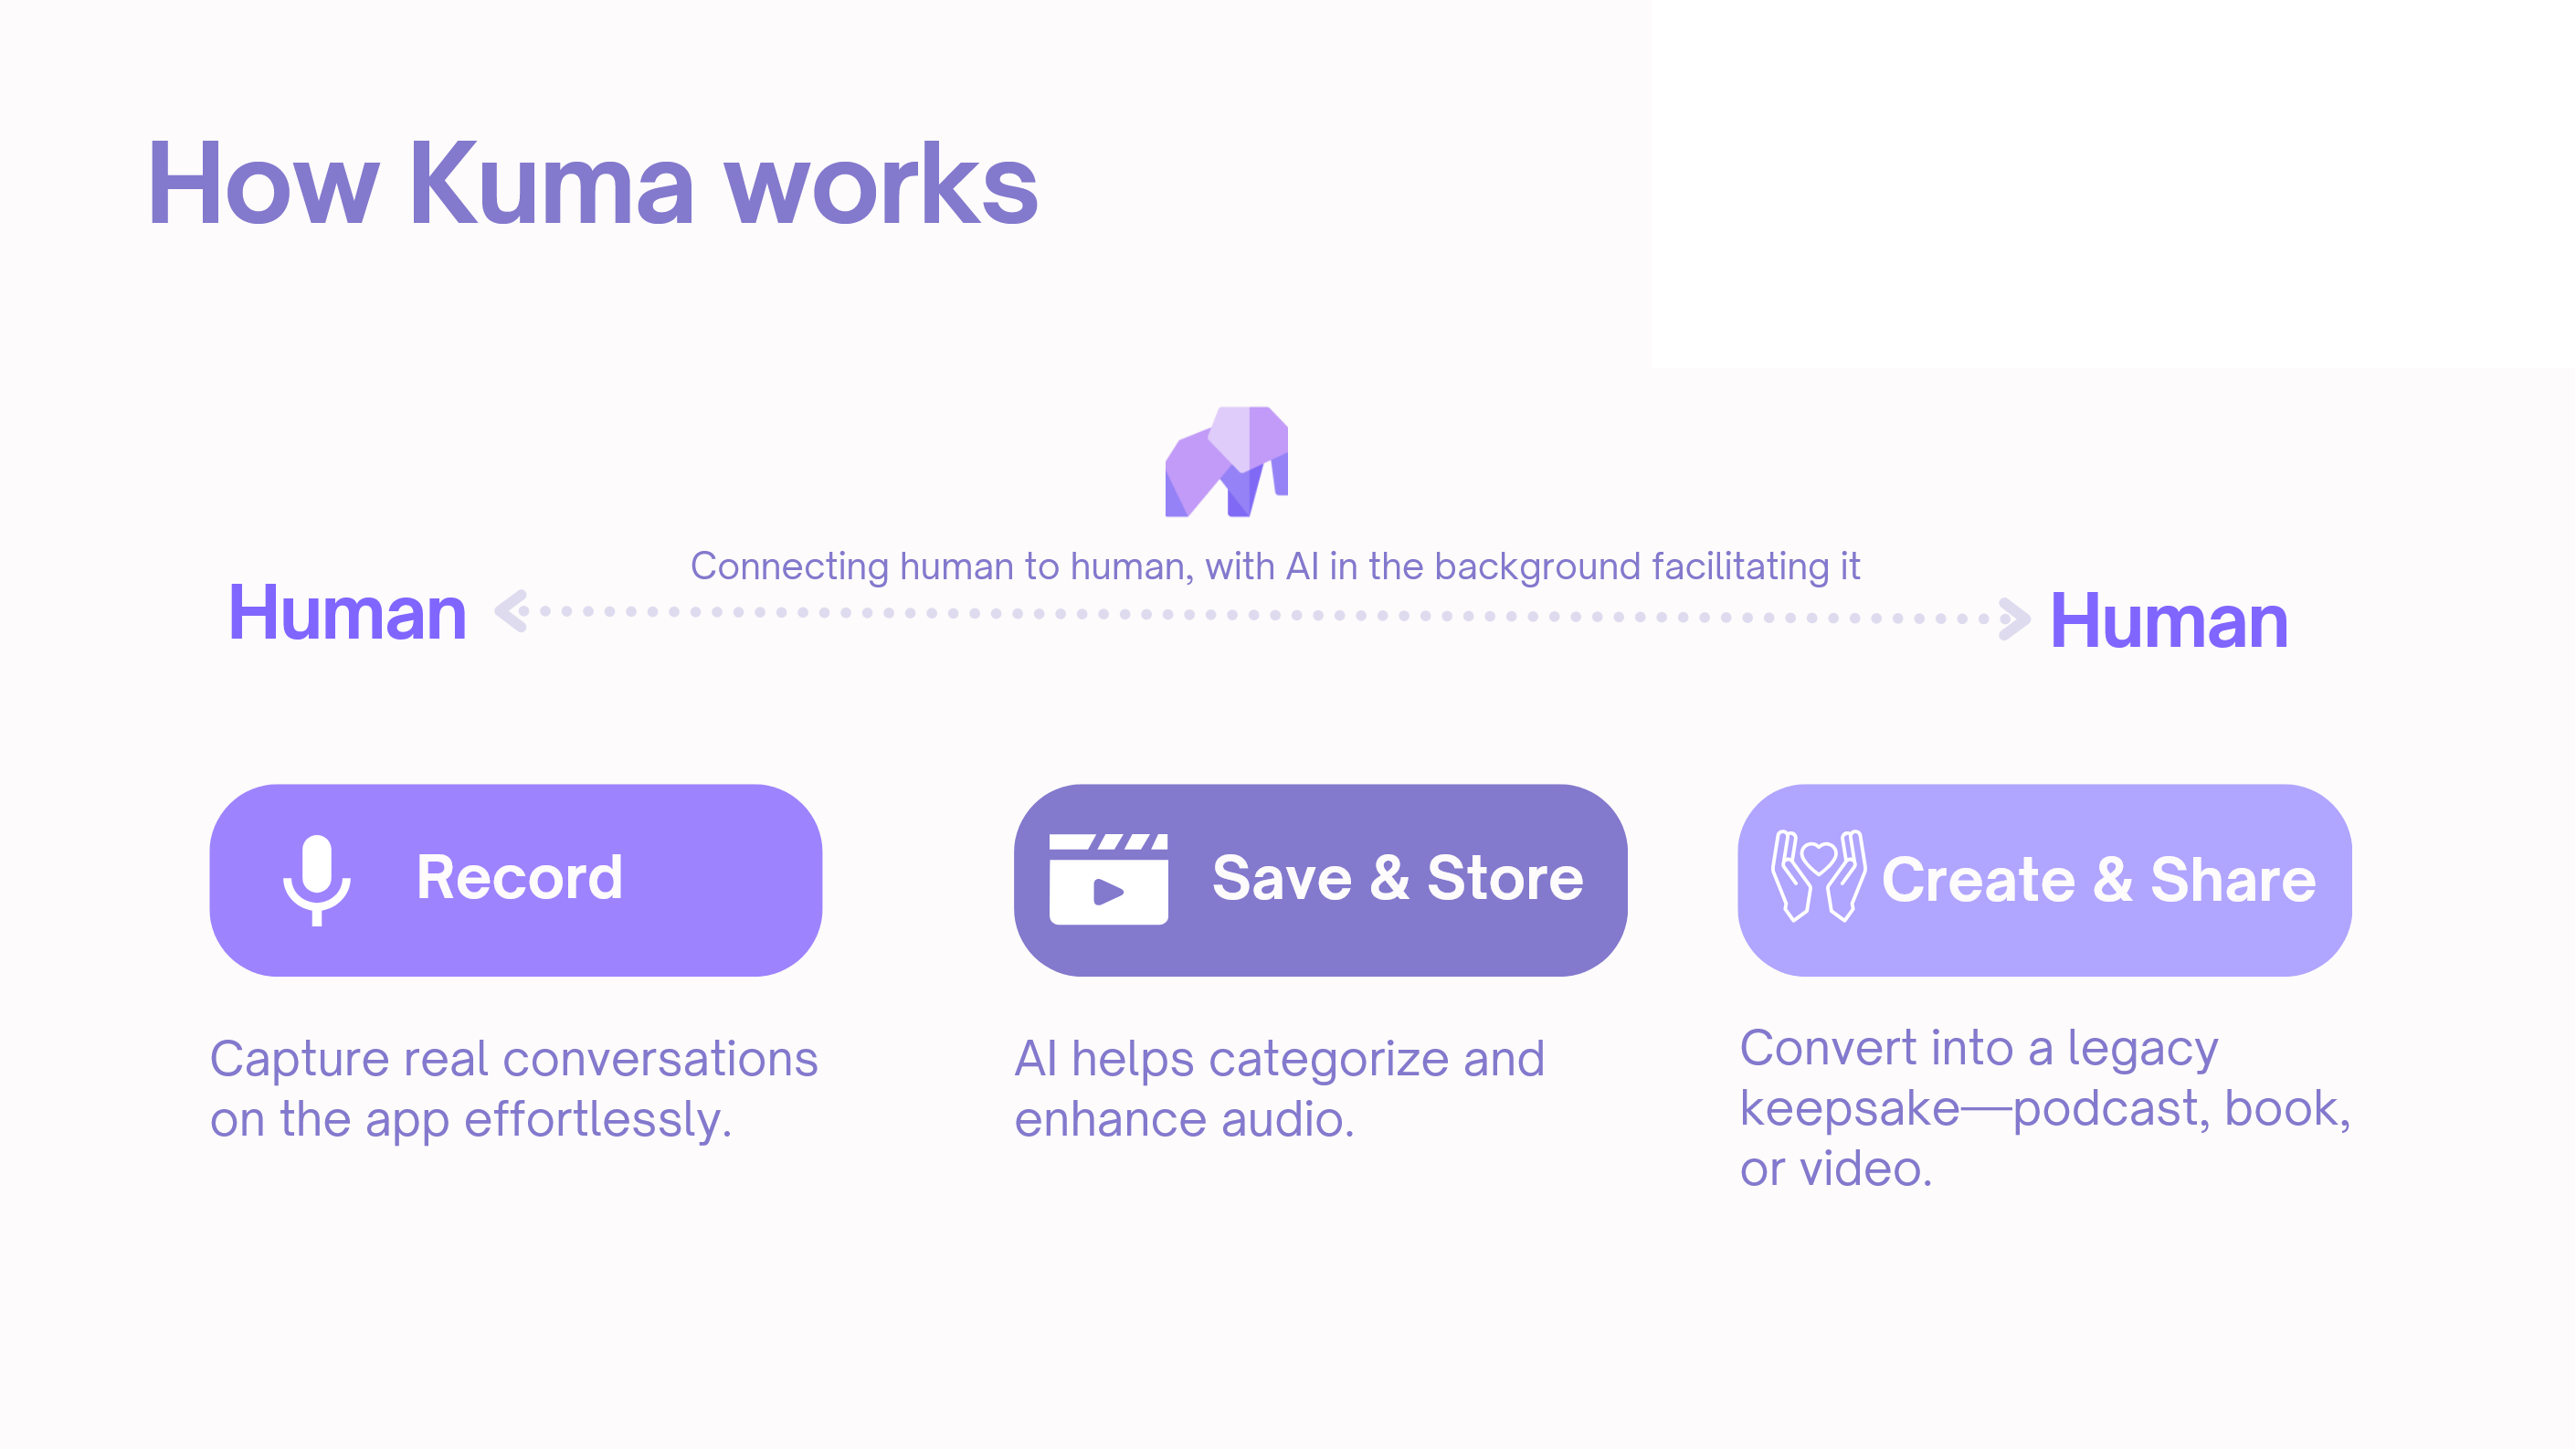 How Kuma works
Connecting human to human, with AI in the background facilitating it
Human
Human
Record
Save & Store
Create & Share
Capture real conversations
on the app effortlessly.
AI helps categorize and
enhance audio.
Convert into a legacy
keepsake—podcast, book,
or video.